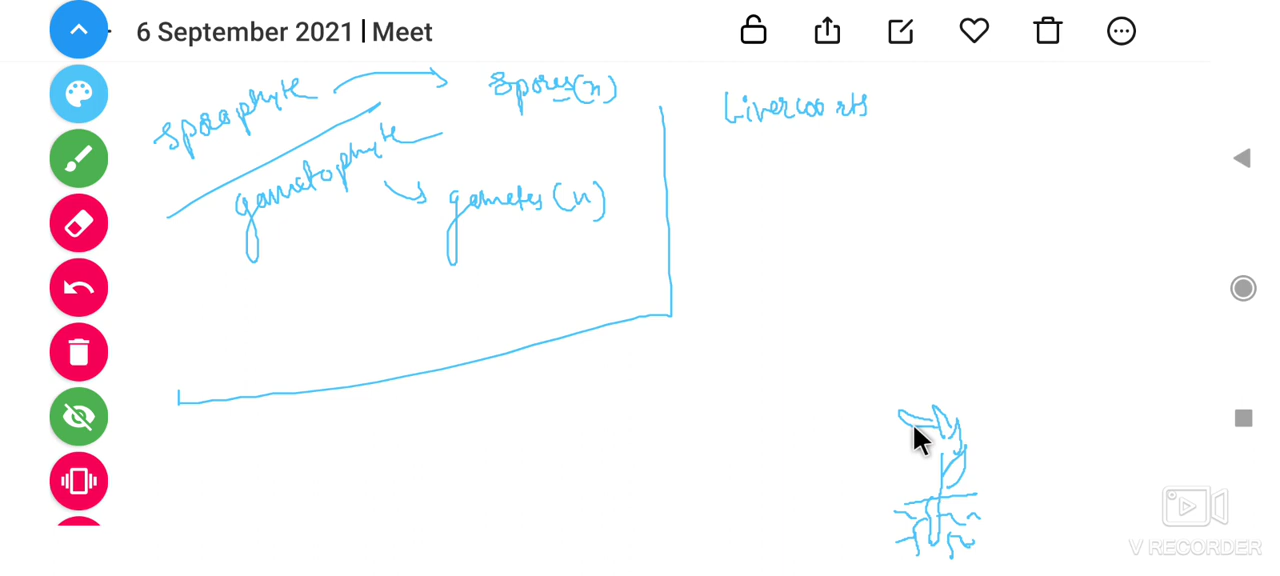 6 September 2021 | Meet
Sporophyte → Spores (n)
gametophyte → gametes (n)
Liverworts
V RECORDER